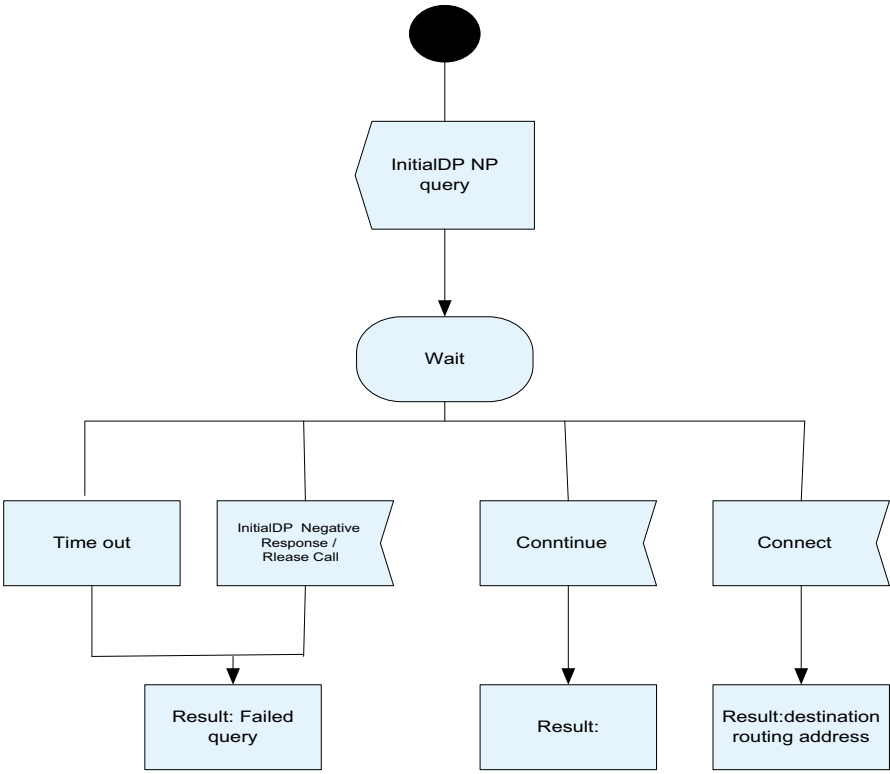 InitialDP NP
query
Wait
Time out
InitialDP Negative
Response /
Rlease Call
Conntinue
Connect
Result: Failed
query
Result:
Result:destination
routing address